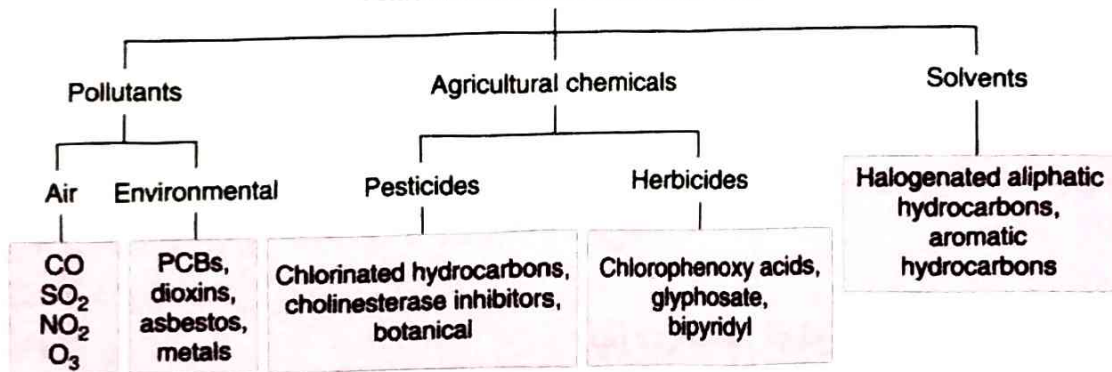 Pollutants
Agricultural chemicals
Solvents
Air
Environmental
Pesticides
Herbicides
CO
SO₂
NO₂
O₃
PCBs,
dioxins,
asbestos,
metals
Chlorinated hydrocarbons,
cholinesterase inhibitors,
botanical
Chlorophenoxy acids,
glyphosate,
bipyridyl
Halogenated aliphatic
hydrocarbons,
aromatic
hydrocarbons